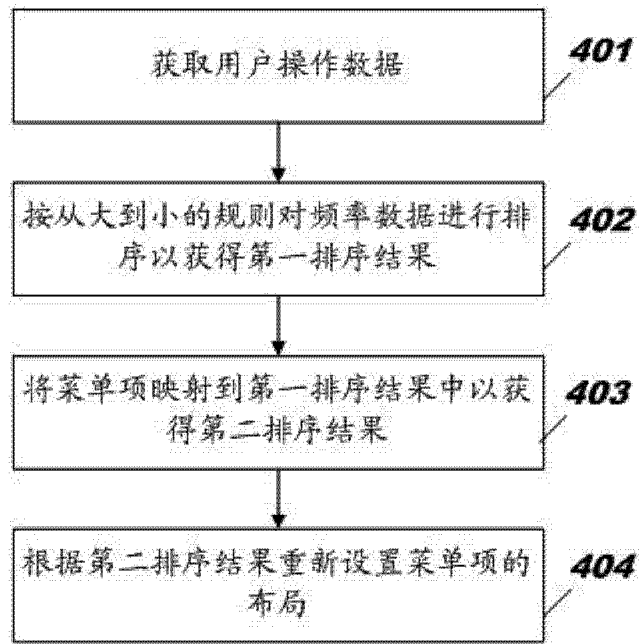 获取用户操作数据
401
按从大到小的规则对频率数据进行排
序以获得第一排序结果
402
将菜单项映射到第一排序结果中以获
得第二排序结果
403
根据第二排序结果重新设置菜单项的
布局
404